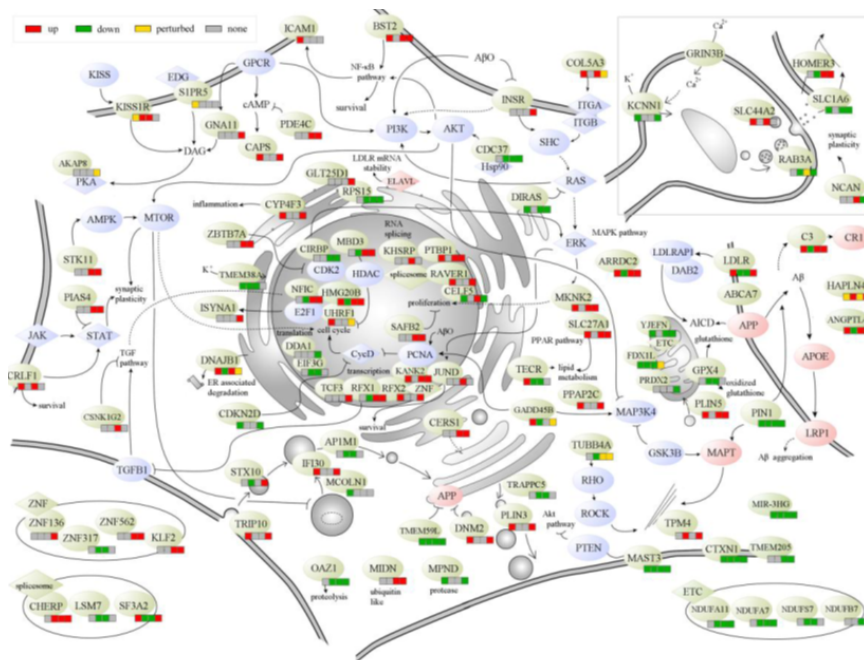 up down perturbed none
ICAM1
BST2
GPCR
KISS
EDG
S1PR5
KISS1R
NF-κB
pathway
cAMP
survival
PDE4C
GNA11
DAG
CAPS
AKAP8
PKA
AβO
COL5A3
INSR
ITGA
ITGB
PI3K
AKT
SHC
CDC37
Hsp90
RAS
DIRAS
ERK
MAPK pathway
LDLR mRNA
stability
ELAVL
GLT25D1
RPS15
inflammation
CYP4F3
AMPK
MTOR
STK11
ZBTB7A
RNA
splicing
CIRBP
MBD3
KHSRP
PTBP1
CDK2
HDAC
spliceosome
RAVER1
CELF5
K⁺
TMEM38A
NFIC
HMG20B
E2F1
UHRF1
ISYNA1
translation
cell cycle
proliferation
synaptic
plasticity
PIAS4
JAK
STAT
CRLF1
survival
TGF
pathway
CSNK1G2
TGFB1
DNAJB1
ER associated
degradation
DDA1
EIF3G
SAFB2
AβO
CycD
PCNA
transcription
KANK2
JUND
TCF3
RFX1
RFX2
ZNF
CDKN2D
survival
CERS1
MKNK2
SLC27A1
PPAR pathway
TECR
lipid
metabolism
PPAP2C
GADD45B
MAP3K4
GRIN3B
Ca²⁺
Ca²⁺
K⁺
KCNN1
HOMER3
SLC1A6
SLC44A2
synaptic
plasticity
RAB3A
NCAN
ARRDC2
LDLRAP1
DAB2
LDLR
ABCA7
C3
CR1
Aβ
HAPLN4
ANGPTL4
YJEFN
ETC
AICD
APP
glutathione
FDX1L
PRDX2
GPX4
oxidized
glutathione
APOE
PLIN5
PIN1
LRP1
Aβ aggregation
GSK3B
MAPT
TUBB4A
RHO
ROCK
Akt
pathway
PTEN
MAST3
TPM4
MIR-3HG
CTXN1
TMEM205
AP1M1
STX10
IFI30
MCOLN1
TRIP10
APP
TRAPPC5
TMEM59L
DNM2
PLIN3
OAZ1
proteolysis
MIDN
ubiquitin
like
MPND
protease
ZNF
ZNF136
ZNF562
ZNF317
KLF2
spliceosome
CHERP
LSM7
SF3A2
ETC
NDUFA11
NDUFA7
NDUFS7
NDUFB7